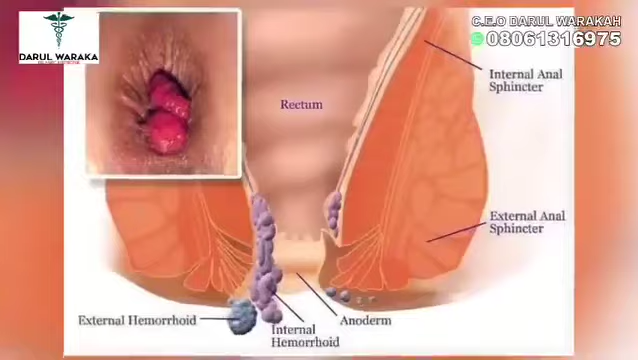 C.E.O DARUL WARAKAH
08061316975
DARUL WARAKA
Rectum
Internal Anal
Sphincter
External Anal
Sphincter
External Hemorrhoid
Internal
Hemorrhoid
Anoderm